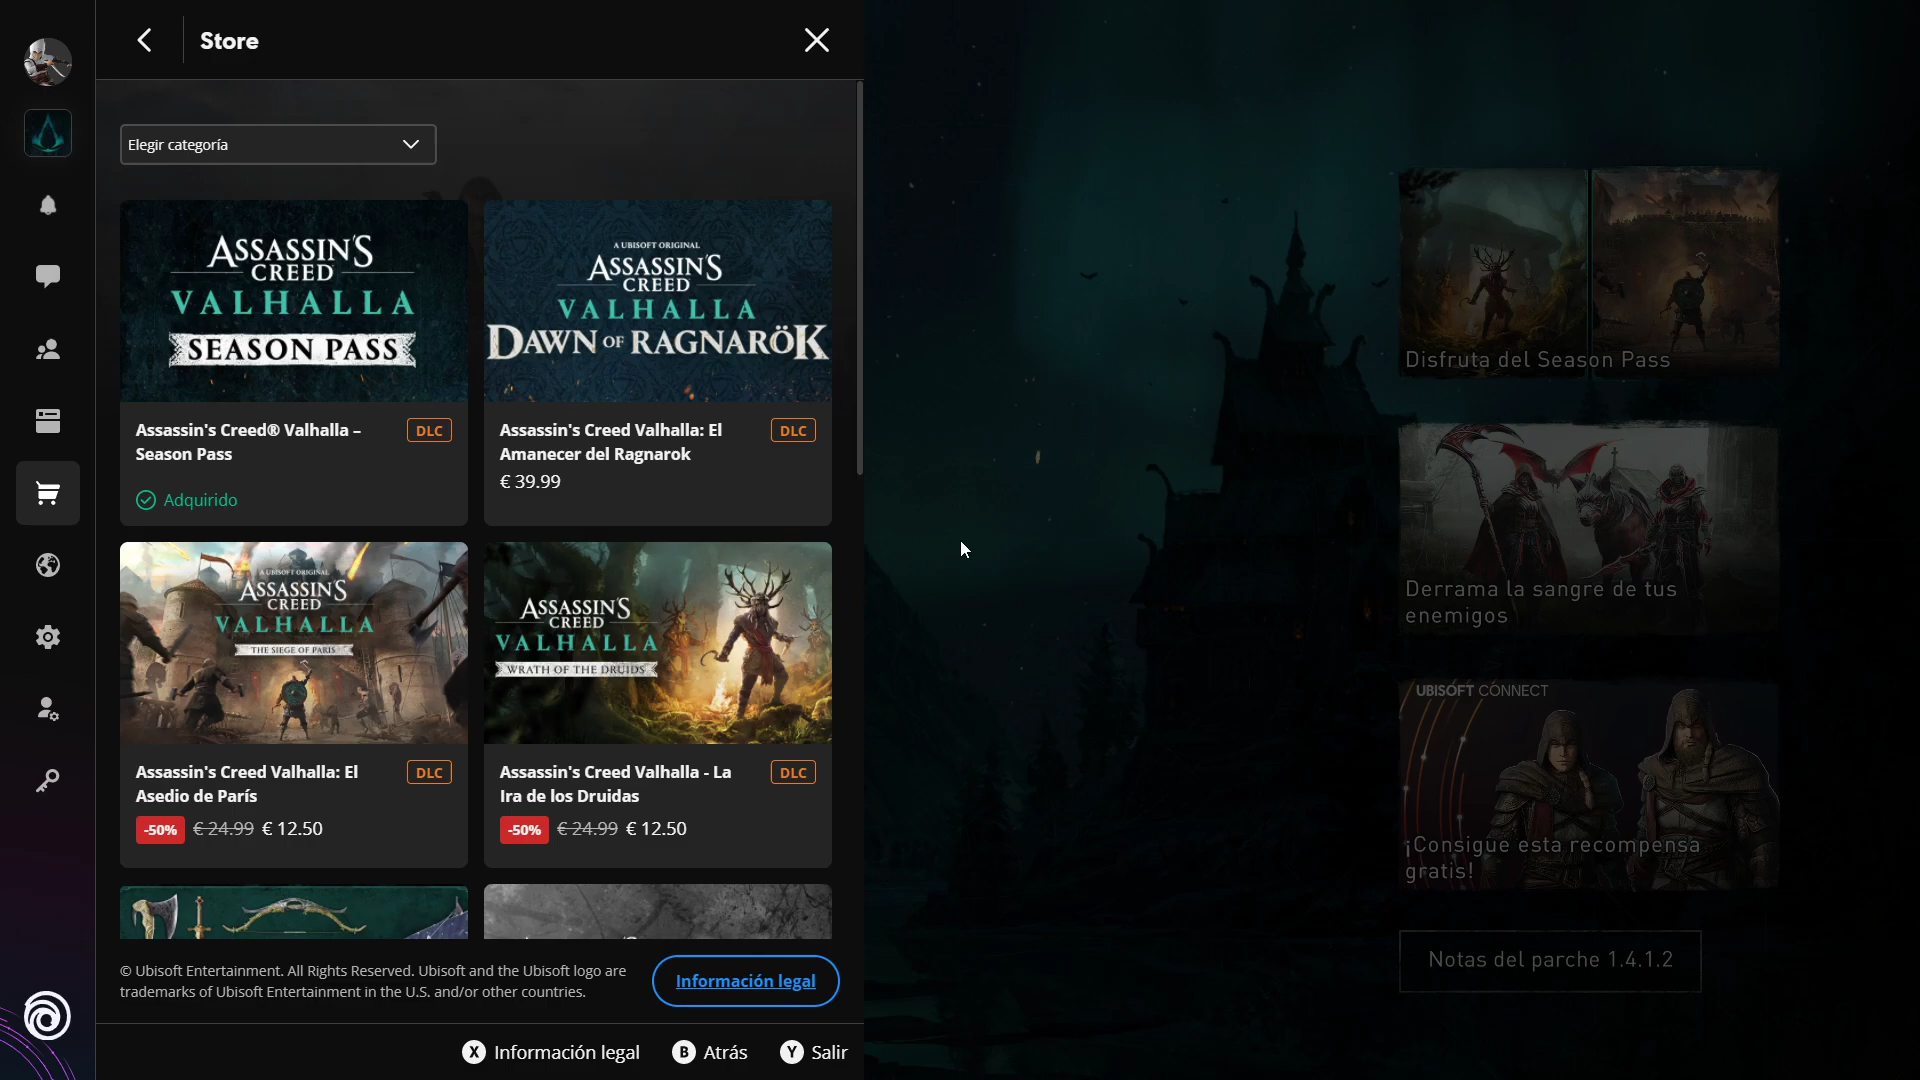 Store
Elegir categoría
ASSASSIN'S
CREED
VALHALLA
SEASON PASS
A UBISOFT ORIGINAL
ASSASSIN'S
CREED
VALHALLA
DAWN OF RAGNARÖK
Assassin's Creed® Valhalla –
Season Pass
DLC
Adquirido
Assassin's Creed Valhalla: El
Amanecer del Ragnarok
DLC
€ 39.99
A UBISOFT ORIGINAL
ASSASSIN'S
CREED
VALHALLA
THE SIEGE OF PARIS
ASSASSIN'S
CREED
VALHALLA
WRATH OF THE DRUIDS
Assassin's Creed Valhalla: El
Asedio de París
DLC
-50% € 24.99 € 12.50
Assassin's Creed Valhalla - La
Ira de los Druidas
DLC
-50% € 24.99 € 12.50
© Ubisoft Entertainment. All Rights Reserved. Ubisoft and the Ubisoft logo are
trademarks of Ubisoft Entertainment in the U.S. and/or other countries.
Información legal
X Información legal B Atrás Y Salir
Disfruta del Season Pass
Derrama la sangre de tus
enemigos
UBISOFT CONNECT
¡Consigue esta recompensa
gratis!
Notas del parche 1.4.1.2